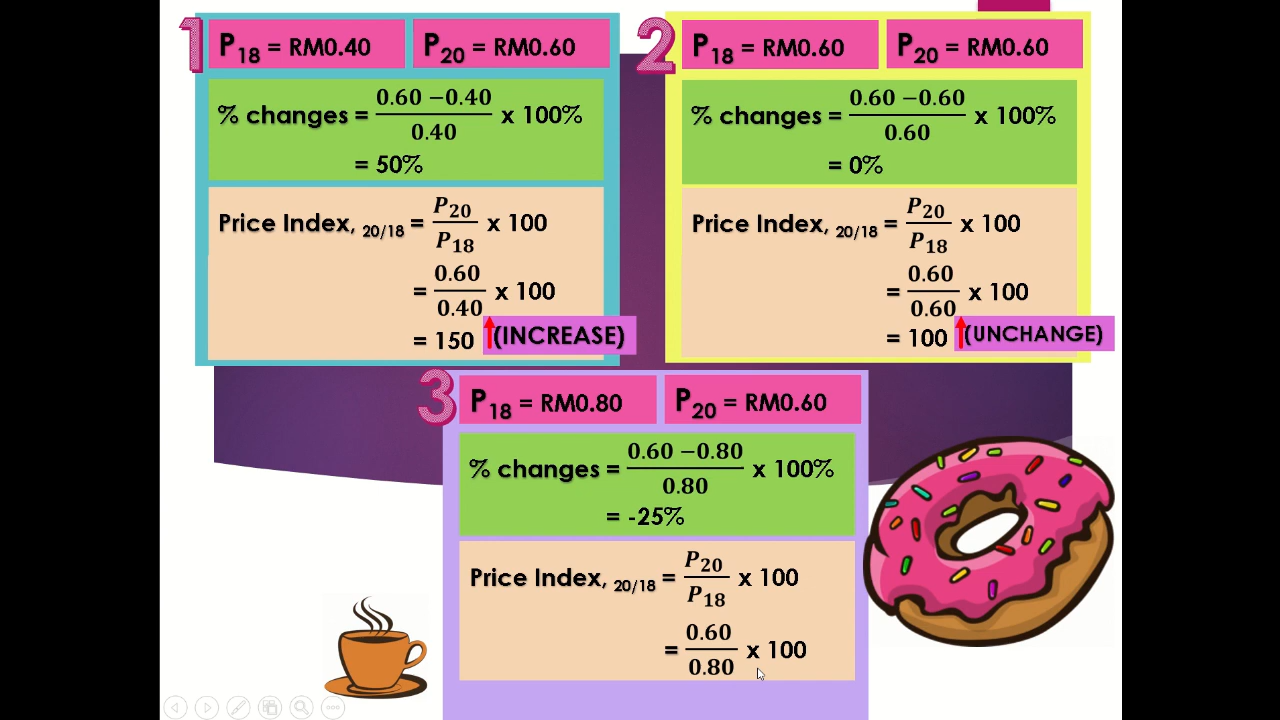 1
P18 = RM0.40
P20 = RM0.60
% changes = (0.60 −0.40)/0.40 x 100%
= 50%
Price Index, 20/18 = P20/P18 x 100
= 0.60/0.40 x 100
= 150 (INCREASE)
2
P18 = RM0.60
P20 = RM0.60
% changes = (0.60 −0.60)/0.60 x 100%
= 0%
Price Index, 20/18 = P20/P18 x 100
= 0.60/0.60 x 100
= 100 (UNCHANGE)
3
P18 = RM0.80
P20 = RM0.60
% changes = (0.60 −0.80)/0.80 x 100%
= -25%
Price Index, 20/18 = P20/P18 x 100
= 0.60/0.80 x 100